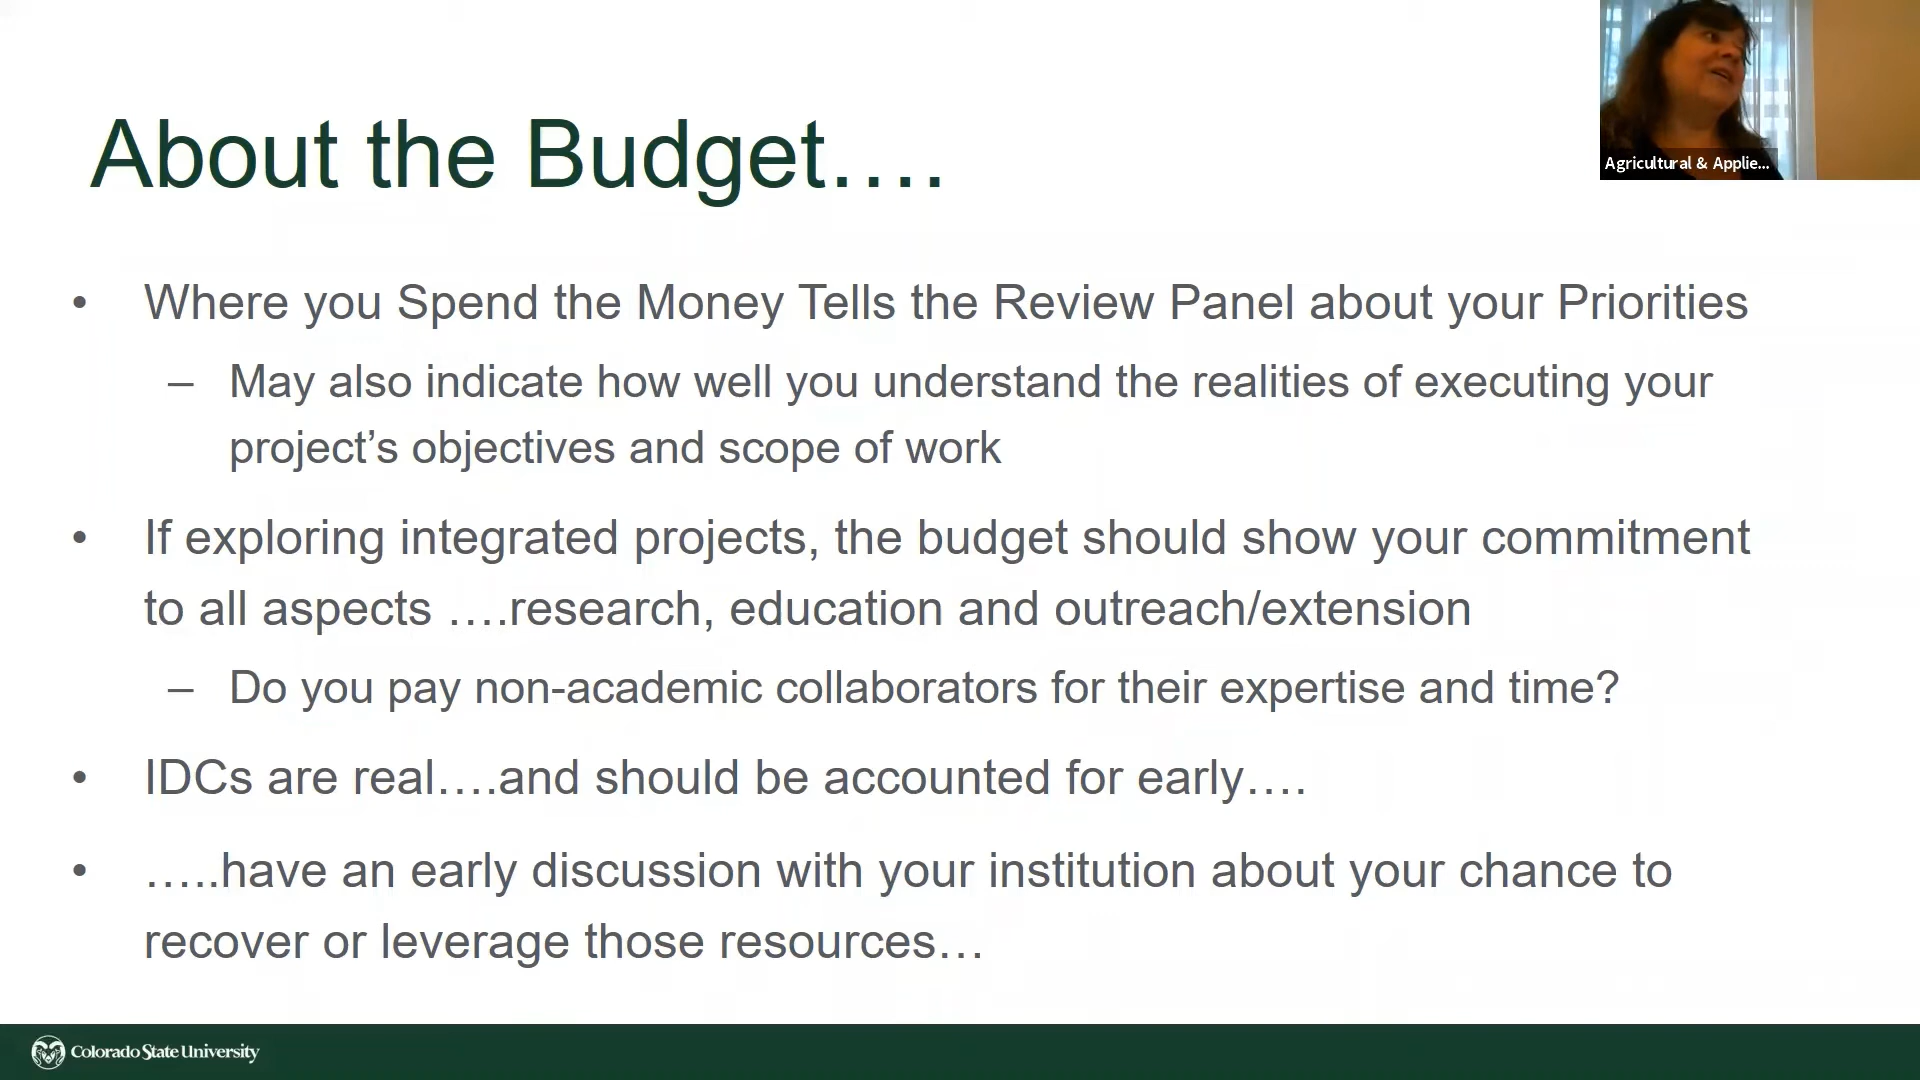 Agricultural & Applie...
About the Budget….
• Where you Spend the Money Tells the Review Panel about your Priorities
– May also indicate how well you understand the realities of executing your
project’s objectives and scope of work
• If exploring integrated projects, the budget should show your commitment
to all aspects ….research, education and outreach/extension
– Do you pay non-academic collaborators for their expertise and time?
• IDCs are real….and should be accounted for early….
• …..have an early discussion with your institution about your chance to
recover or leverage those resources…
Colorado State University